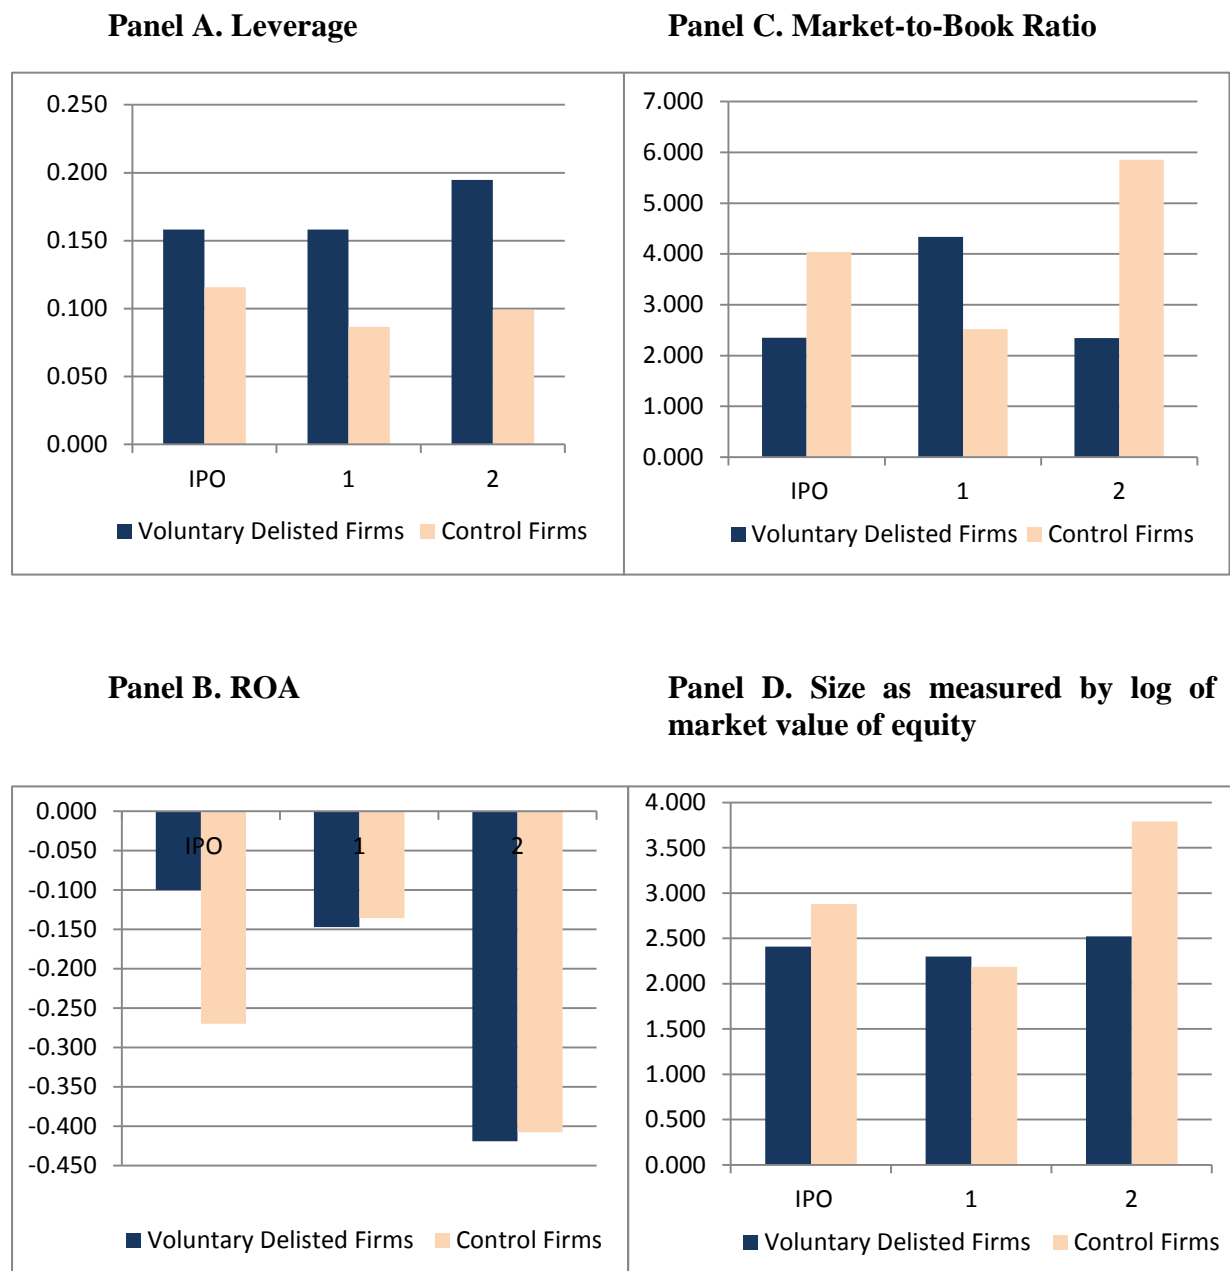 Panel A. Leverage
0.250
0.200
0.150
0.100
0.050
0.000
IPO 1 2
Voluntary Delisted Firms Control Firms
Panel C. Market-to-Book Ratio
7.000
6.000
5.000
4.000
3.000
2.000
1.000
0.000
IPO 1 2
Voluntary Delisted Firms Control Firms
Panel B. ROA
0.000
-0.050
-0.100
-0.150
-0.200
-0.250
-0.300
-0.350
-0.400
-0.450
IPO 1 2
Voluntary Delisted Firms Control Firms
Panel D. Size as measured by log of
market value of equity
4.000
3.500
3.000
2.500
2.000
1.500
1.000
0.500
0.000
IPO 1 2
Voluntary Delisted Firms Control Firms